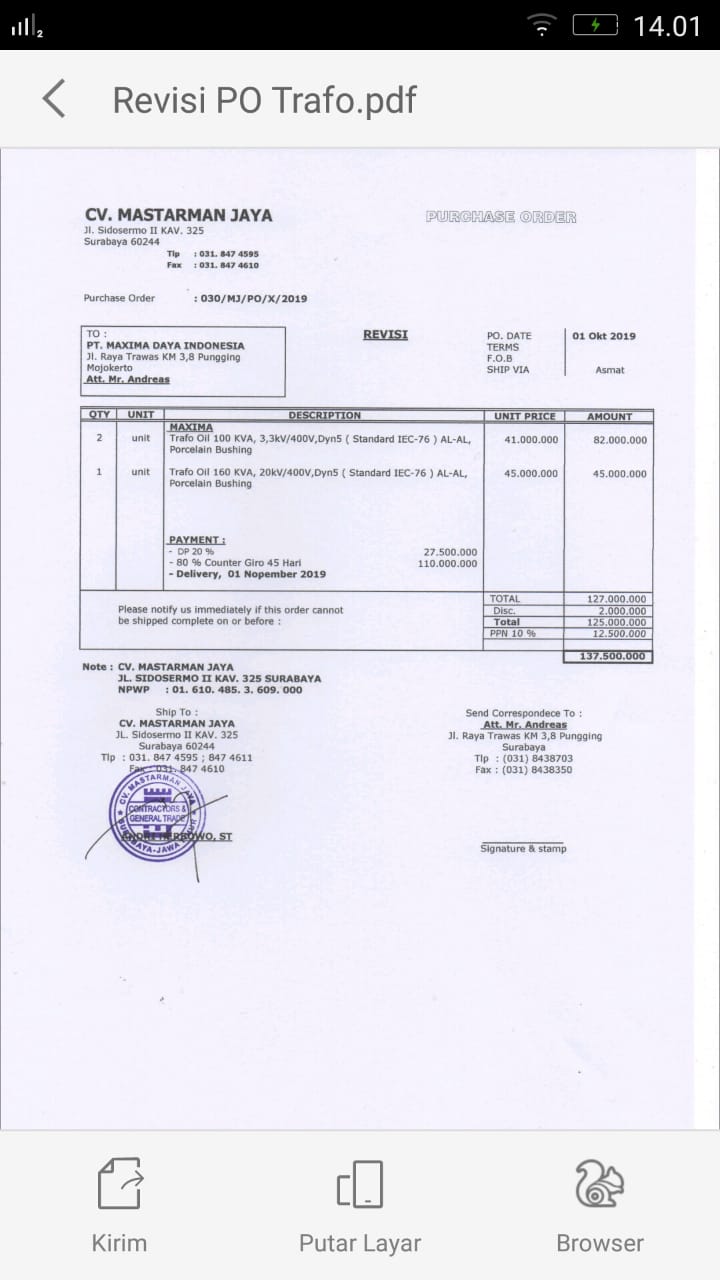 2
14.01
Revisi PO Trafo.pdf
CV. MASTARMAN JAYA
PURCHASE ORDER
Jl. Sidosermo II KAV. 325
Surabaya 60244
Tlp : 031. 847 4595
Fax : 031. 847 4610
Purchase Order : 030/MJ/PO/X/2019
TO :
PT. MAXIMA DAYA INDONESIA
Jl. Raya Trawas KM 3,8 Pungging
Mojokerto
Att. Mr. Andreas
REVISI
PO. DATE 01 Okt 2019
TERMS
F.O.B
SHIP VIA Asmat
QTY UNIT DESCRIPTION UNIT PRICE AMOUNT
MAXIMA
2 unit Trafo Oil 100 KVA, 3,3kV/400V,Dyn5 ( Standard IEC-76 ) AL-AL, 41.000.000 82.000.000
Porcelain Bushing
1 unit Trafo Oil 160 KVA, 20kV/400V,Dyn5 ( Standard IEC-76 ) AL-AL, 45.000.000 45.000.000
Porcelain Bushing
PAYMENT :
- DP 20 % 27.500.000
- 80 % Counter Giro 45 Hari 110.000.000
- Delivery, 01 Nopember 2019
Please notify us immediately if this order cannot
be shipped complete on or before :
TOTAL 127.000.000
Disc. 2.000.000
Total 125.000.000
PPN 10 % 12.500.000
137.500.000
Note : CV. MASTARMAN JAYA
JL. SIDOSERMO II KAV. 325 SURABAYA
NPWP : 01. 610. 485. 3. 609. 000
Ship To :
CV. MASTARMAN JAYA
JL. Sidosermo II KAV. 325
Surabaya 60244
Tlp : 031. 847 4595 ; 847 4611
Fax : 031. 847 4610
CV. MASTARMAN JAYA
CONTRACTORS &
GENERAL TRADE
SURABAYA-JAWA
, ST
Send Correspondece To :
Att. Mr. Andreas
Jl. Raya Trawas KM 3,8 Pungging
Surabaya
Tlp : (031) 8438703
Fax : (031) 8438350
Signature & stamp
Kirim
Putar Layar
Browser